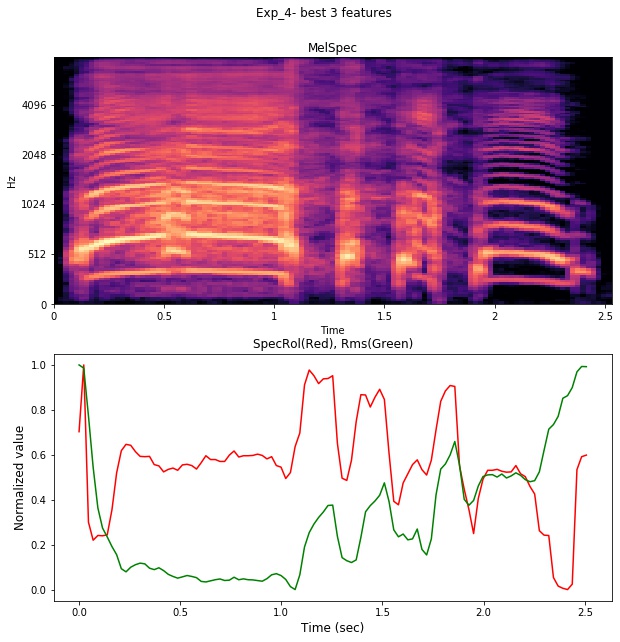 Exp_4- best 3 features
MelSpec
4096
2048
1024
512
0
Hz
0 0.5 1 1.5 2 2.5
Time
SpecRol(Red), Rms(Green)
1.0
0.8
0.6
0.4
0.2
0.0
Normalized value
0.0 0.5 1.0 1.5 2.0 2.5
Time (sec)